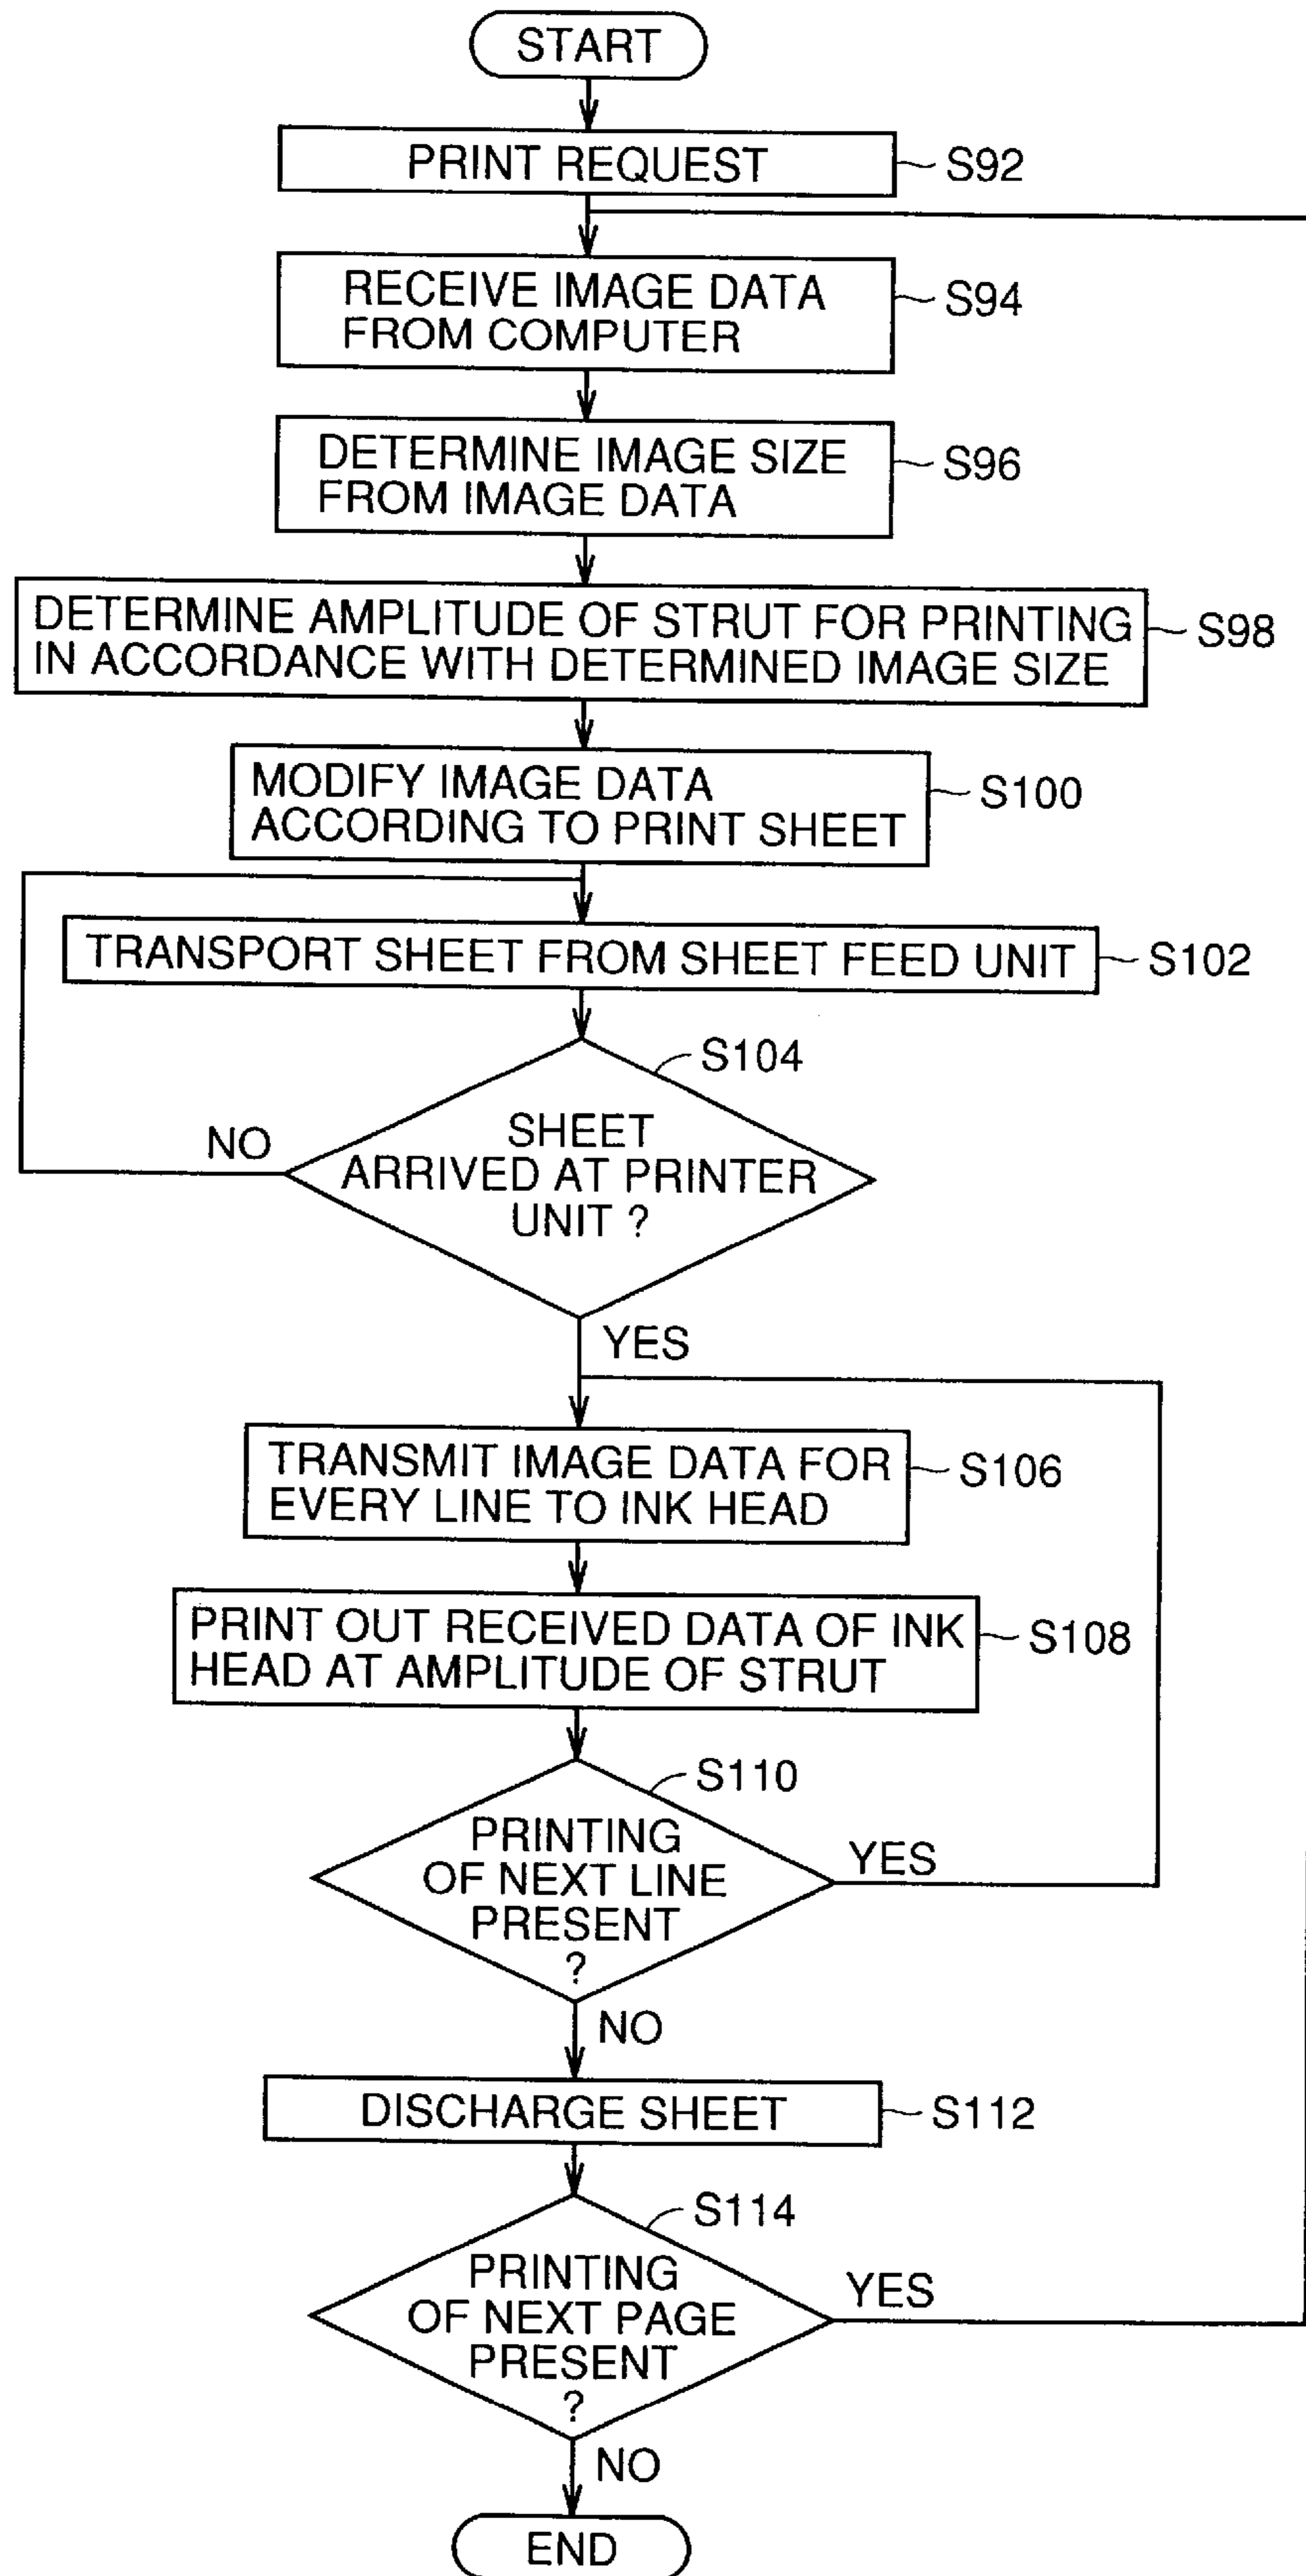 START
PRINT REQUEST
S92
RECEIVE IMAGE DATA
FROM COMPUTER
S94
DETERMINE IMAGE SIZE
FROM IMAGE DATA
S96
DETERMINE AMPLITUDE OF STRUT FOR PRINTING
IN ACCORDANCE WITH DETERMINED IMAGE SIZE
S98
MODIFY IMAGE DATA
ACCORDING TO PRINT SHEET
S100
TRANSPORT SHEET FROM SHEET FEED UNIT
S102
S104
SHEET
ARRIVED AT PRINTER
UNIT ?
NO
YES
TRANSMIT IMAGE DATA FOR
EVERY LINE TO INK HEAD
S106
PRINT OUT RECEIVED DATA OF INK
HEAD AT AMPLITUDE OF STRUT
S108
S110
PRINTING
OF NEXT LINE
PRESENT
?
YES
NO
DISCHARGE SHEET
S112
S114
PRINTING
OF NEXT PAGE
PRESENT
?
YES
NO
END